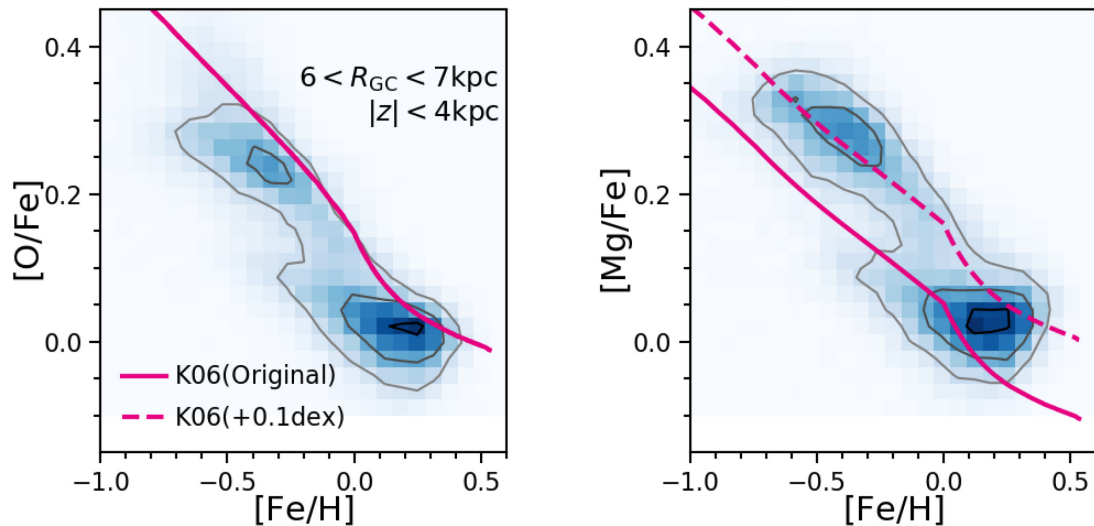 0.4
0.2
0.0
[O/Fe]
6 < R_GC < 7kpc
|z| < 4kpc
K06(Original)
K06(+0.1dex)
−1.0 −0.5 0.0 0.5
[Fe/H]
0.4
0.2
0.0
[Mg/Fe]
−1.0 −0.5 0.0 0.5
[Fe/H]